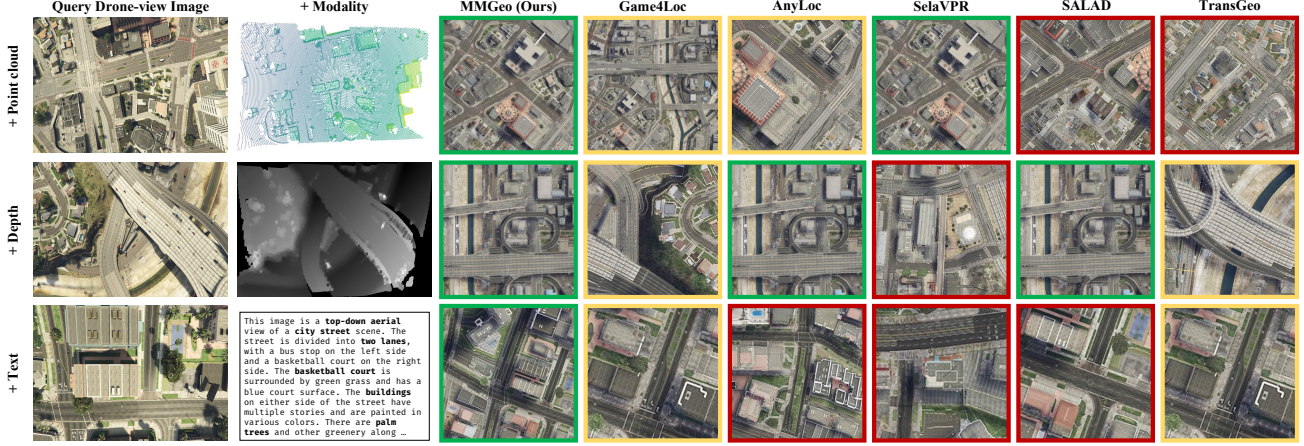 Query Drone-view Image + Modality MMGeo (Ours) Game4Loc AnyLoc SelaVPR SALAD TransGeo
+ Point cloud
+ Depth
+ Text
This image is a top-down aerial
view of a city street scene. The
street is divided into two lanes,
with a bus stop on the left side
and a basketball court on the right
side. The basketball court is
surrounded by green grass and has a
blue court surface. The buildings
on either side of the street have
multiple stories and are painted in
various colors. There are palm
trees and other greenery along …